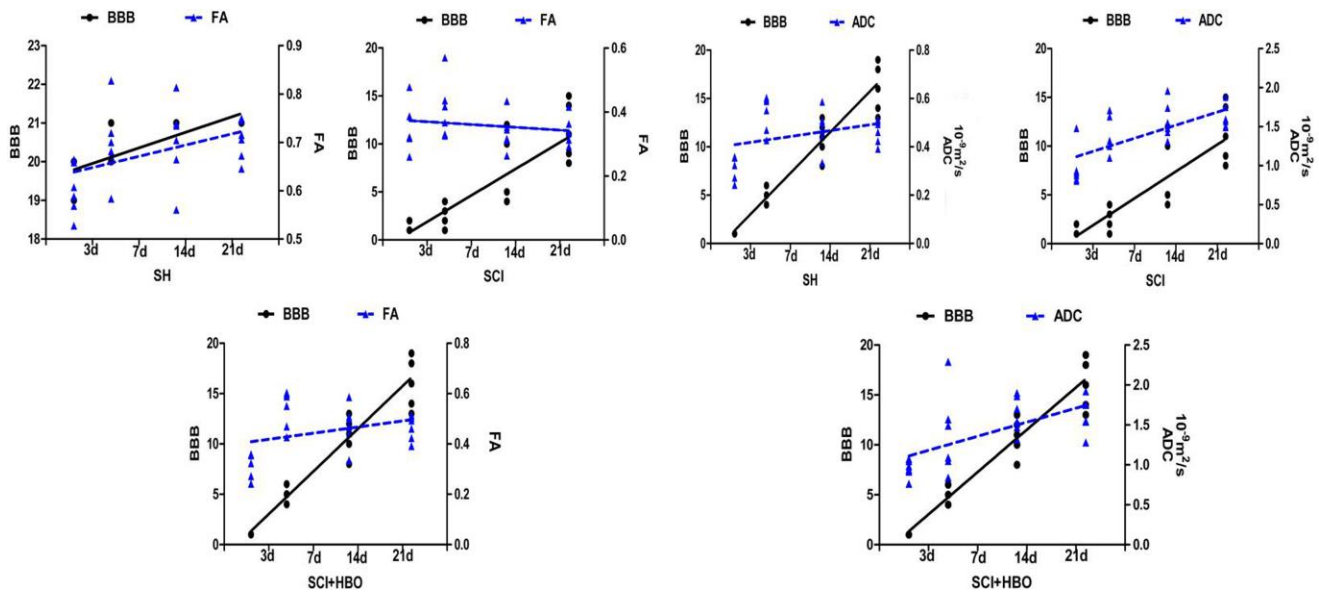 BBB FA
BBB
23
22
21
20
19
18
0.9
0.8
0.7
0.6
0.5
FA
3d 7d 14d 21d
SH
BBB FA
BBB
20
15
10
5
0
0.6
0.4
0.2
0.0
FA
3d 7d 14d 21d
SCI
BBB ADC
BBB
20
15
10
5
0
0.8
0.6
0.4
0.2
0.0
10⁻⁹m²/s
ADC
3d 7d 14d 21d
SH
BBB ADC
BBB
20
15
10
5
0
2.5
2.0
1.5
1.0
0.5
0.0
10⁻⁹m²/s
ADC
3d 7d 14d 21d
SCI
BBB FA
BBB
20
15
10
5
0
0.8
0.6
0.4
0.2
0.0
FA
3d 7d 14d 21d
SCI+HBO
BBB ADC
BBB
20
15
10
5
0
2.5
2.0
1.5
1.0
0.5
0.0
10⁻⁹m²/s
ADC
3d 7d 14d 21d
SCI+HBO